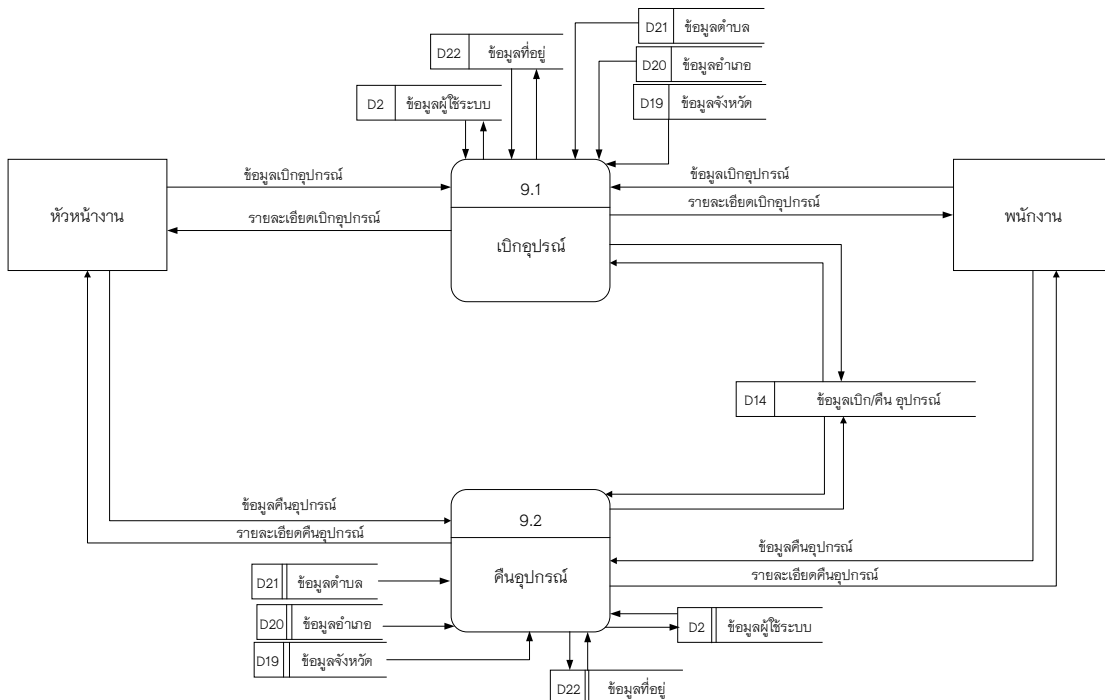 D21 ข้อมูลตำบล
D22 ข้อมูลที่อยู่
D20 ข้อมูลอำเภอ
D2 ข้อมูลผู้ใช้ระบบ
D19 ข้อมูลจังหวัด
หัวหน้างาน
ข้อมูลเบิกอุปกรณ์
รายละเอียดเบิกอุปกรณ์
9.1
เบิกอุปรณ์
ข้อมูลเบิกอุปกรณ์
รายละเอียดเบิกอุปกรณ์
พนักงาน
D14 ข้อมูลเบิก/คืน อุปกรณ์
ข้อมูลคืนอุปกรณ์
รายละเอียดคืนอุปกรณ์
9.2
คืนอุปกรณ์
ข้อมูลคืนอุปกรณ์
รายละเอียดคืนอุปกรณ์
D21 ข้อมูลตำบล
D20 ข้อมูลอำเภอ
D19 ข้อมูลจังหวัด
D2 ข้อมูลผู้ใช้ระบบ
D22 ข้อมูลที่อยู่